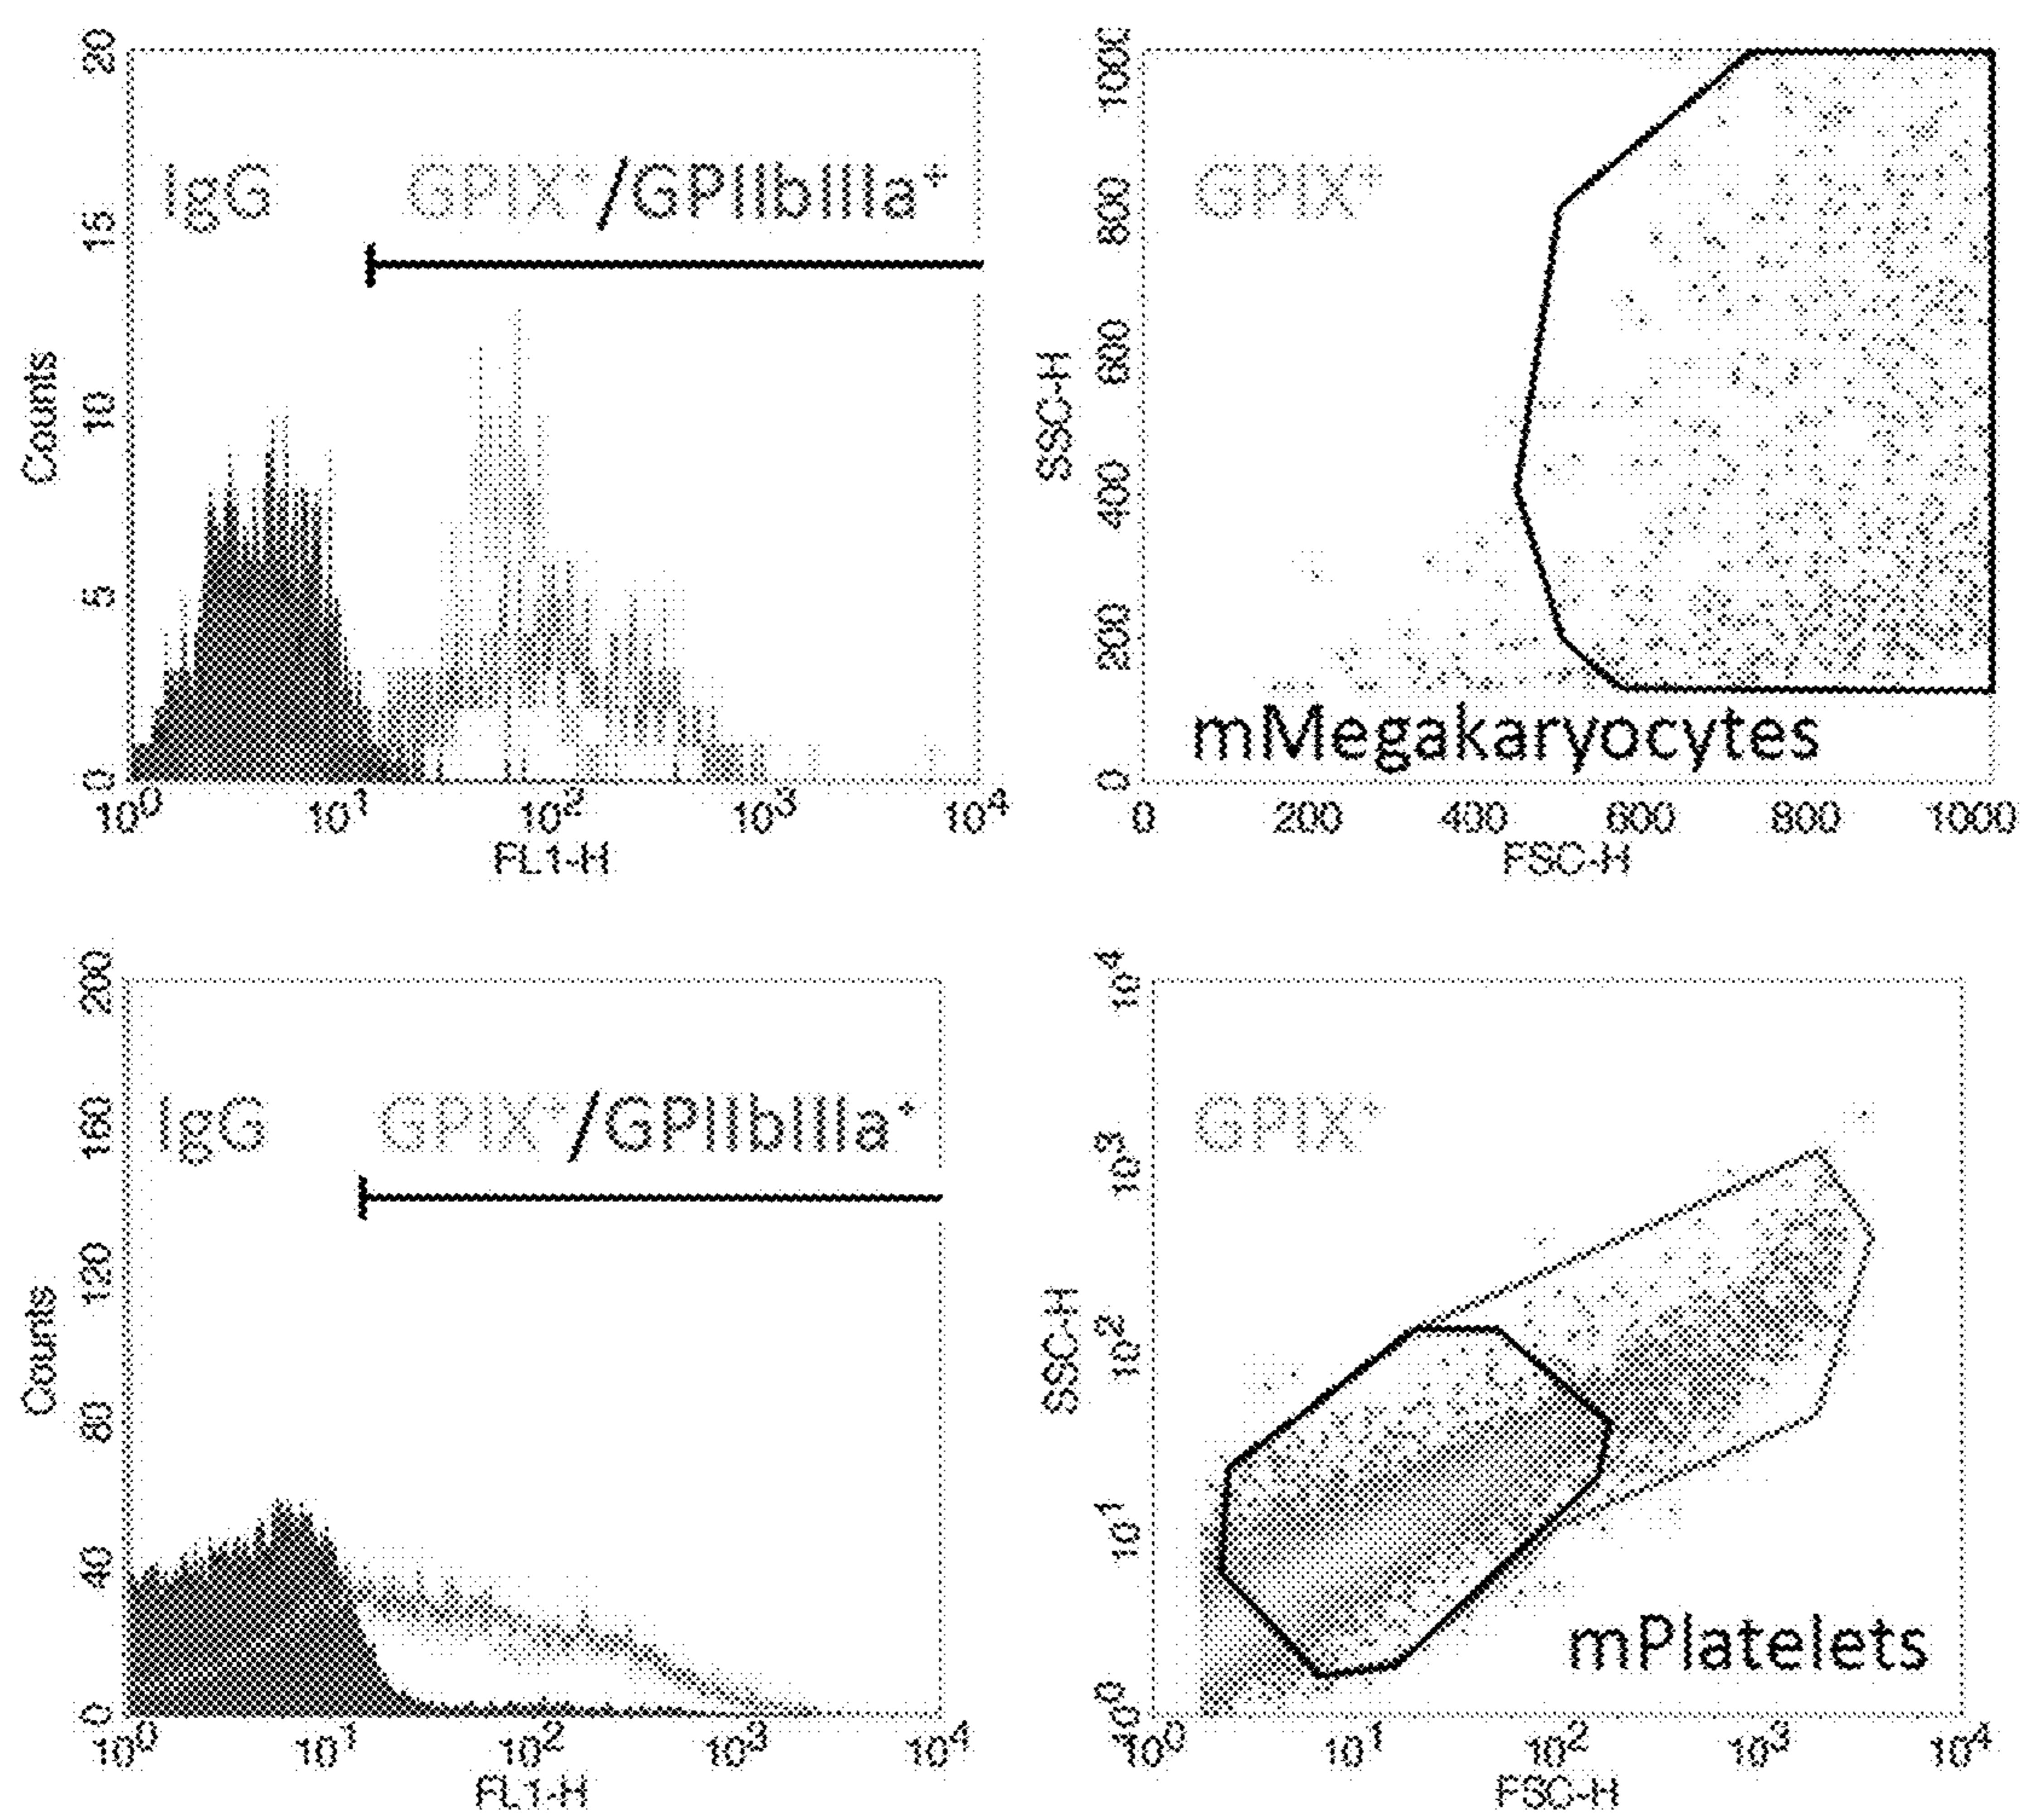 20
15
10
5
0
Counts
IgG GPIX+/GPIIbIIIa+
10^0 10^1 10^2 10^3 10^4
FL1-H
1000
800
600
400
200
0
SSC-H
GPIX+
mMegakaryocytes
0 200 400 600 800 1000
FSC-H
200
160
120
80
40
0
Counts
IgG GPIX+/GPIIbIIIa+
10^0 10^1 10^2 10^3 10^4
FL1-H
10^4
10^3
10^2
10^1
10^0
SSC-H
GPIX+
mPlatelets
10^0 10^1 10^2 10^3 10^4
FSC-H